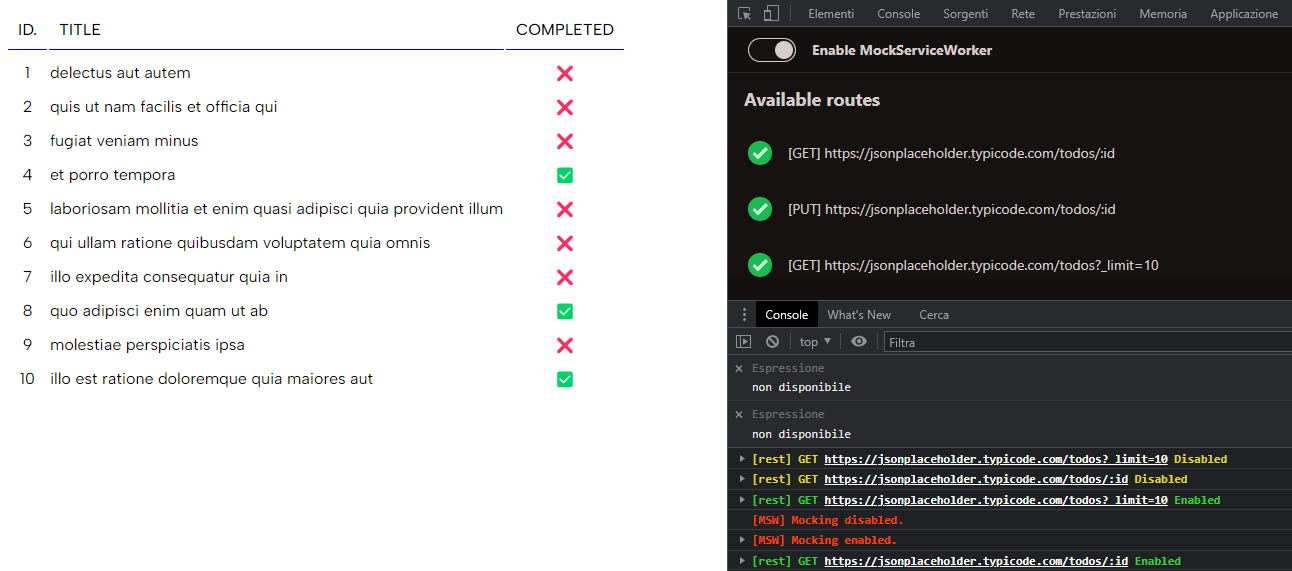 ID. TITLE COMPLETED
1 delectus aut autem
2 quis ut nam facilis et officia qui
3 fugiat veniam minus
4 et porro tempora
5 laboriosam mollitia et enim quasi adipisci quia provident illum
6 qui ullam ratione quibusdam voluptatem quia omnis
7 illo expedita consequatur quia in
8 quo adipisci enim quam ut ab
9 molestiae perspiciatis ipsa
10 illo est ratione doloremque quia maiores aut
Elementi Console Sorgenti Rete Prestazioni Memoria Applicazione
Enable MockServiceWorker
Available routes
[GET] https://jsonplaceholder.typicode.com/todos/:id
[PUT] https://jsonplaceholder.typicode.com/todos/:id
[GET] https://jsonplaceholder.typicode.com/todos?_limit=10
Console What's New Cerca
top Filtra
Espressione
non disponibile
Espressione
non disponibile
[rest] GET https://jsonplaceholder.typicode.com/todos?_limit=10 Disabled
[rest] GET https://jsonplaceholder.typicode.com/todos/:id Disabled
[rest] GET https://jsonplaceholder.typicode.com/todos?_limit=10 Enabled
[MSW] Mocking disabled.
[MSW] Mocking enabled.
[rest] GET https://jsonplaceholder.typicode.com/todos/:id Enabled